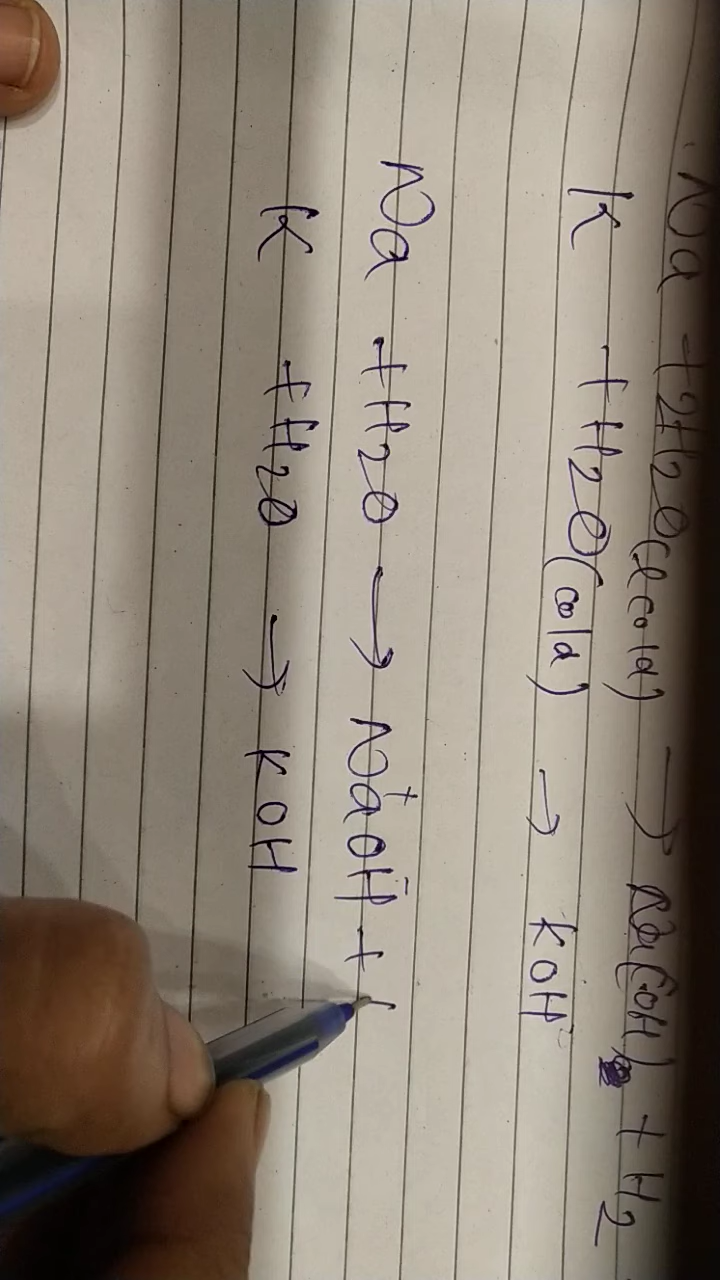 Na + 2H2O(cold) → Na(OH) + H2
K + H2O(cold) → KOH
Na + H2O → Na+OH- +
K + H2O → KOH